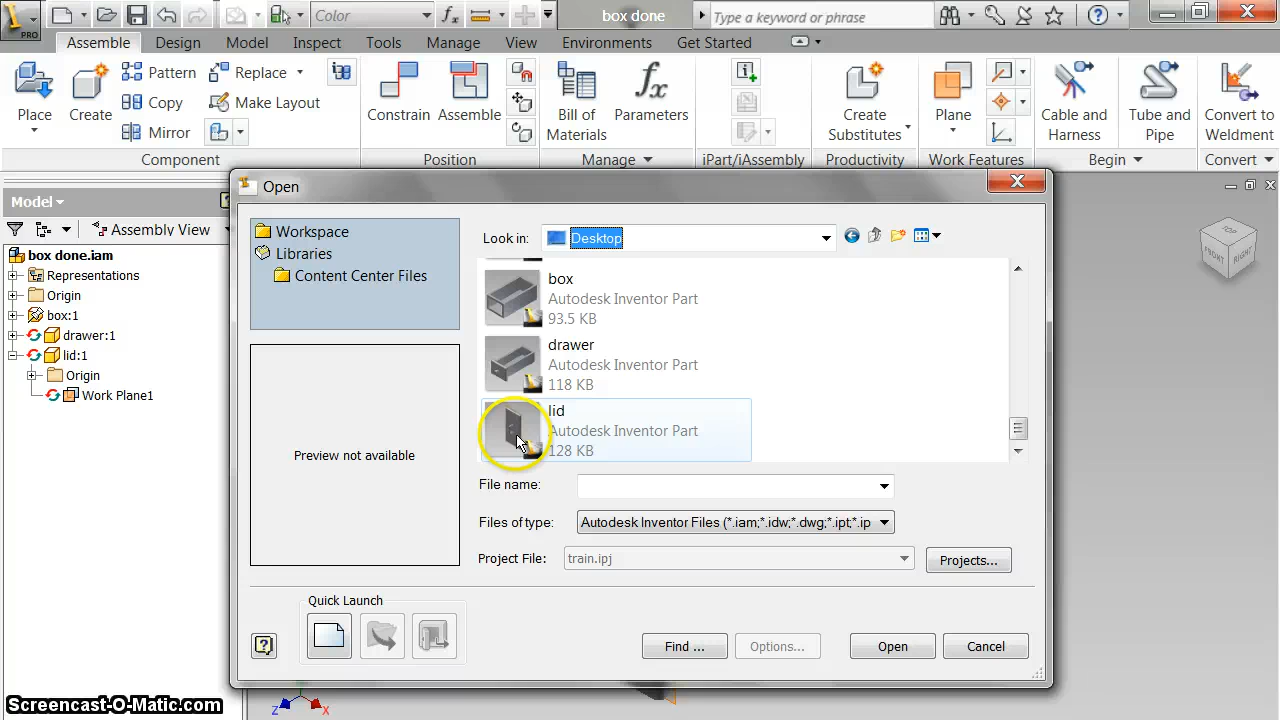 PRO
Color
box done
Type a keyword or phrase
Assemble Design Model Inspect Tools Manage View Environments Get Started
Place
Create
Pattern
Copy
Mirror
Replace
Make Layout
Component
Constrain
Assemble
Position
Bill of
Materials
Parameters
Manage
iPart/iAssembly
Create
Substitutes
Productivity
Plane
Work Features
Cable and
Harness
Tube and
Pipe
Begin
Convert to
Weldment
Convert
Model
Assembly View
box done.iam
Representations
Origin
box:1
drawer:1
lid:1
Origin
Work Plane1
Open
Workspace
Libraries
Content Center Files
Preview not available
Look in:
Desktop
box
Autodesk Inventor Part
93.5 KB
drawer
Autodesk Inventor Part
118 KB
lid
Autodesk Inventor Part
128 KB
File name:
Files of type:
Autodesk Inventor Files (*.iam;*.idw;*.dwg;*.ipt;*.ip
Project File:
train.ipj
Projects...
Quick Launch
Find ...
Options...
Open
Cancel
FRONT
RIGHT
Z
X
Screencast-O-Matic.com